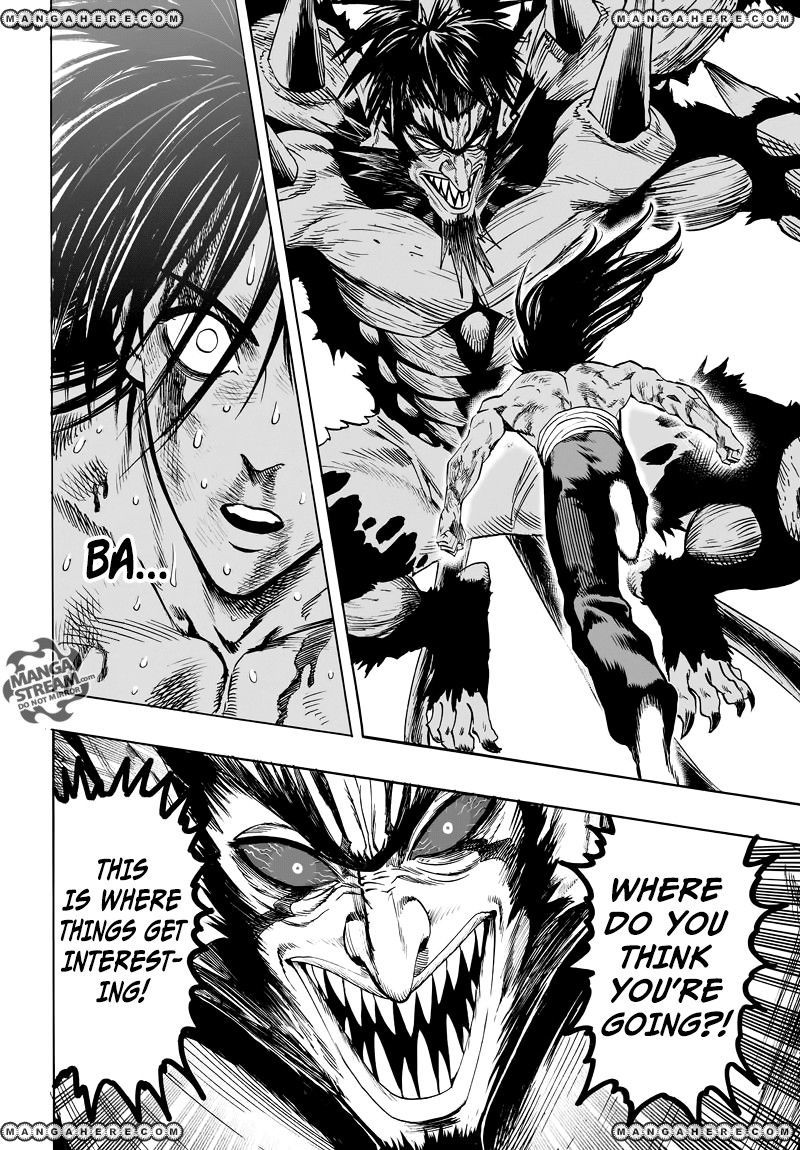 MANGAHERE.COM
MANGAHERE.COM
BA...
MANGA
STREAM.com
DO NOT MIRROR
WHERE
DO YOU
THINK
YOU'RE
GOING?!
THIS
IS WHERE
THINGS GET
INTEREST-
ING!
MANGAHERE.COM
MANGAHERE.COM